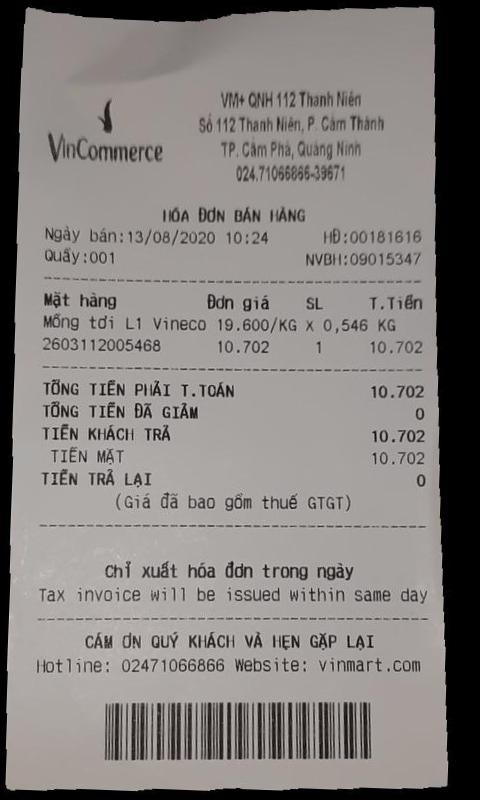 VinCommerce
VM+ QNH 112 Thanh Niên
Số 112 Thanh Niên, P. Cẩm Thành
TP. Cẩm Phả, Quảng Ninh
024.71066866-39671
HÓA ĐƠN BÁN HÀNG
Ngày bán:13/08/2020 10:24 HĐ:00181616
Quầy:001 NVBH:09015347
Mặt hàng Đơn giá SL T.Tiền
Mồng tơi L1 Vineco 19.600/KG X 0,546 KG
2603112005468 10.702 1 10.702
TỔNG TIỀN PHẢI T.TOÁN 10.702
TỔNG TIỀN ĐÃ GIẢM 0
TIỀN KHÁCH TRẢ 10.702
TIỀN MẶT 10.702
TIỀN TRẢ LẠI 0
(Giá đã bao gồm thuế GTGT)
Chỉ xuất hóa đơn trong ngày
Tax invoice will be issued within same day
CẢM ƠN QUÝ KHÁCH VÀ HẸN GẶP LẠI
Hotline: 02471066866 Website: vinmart.com